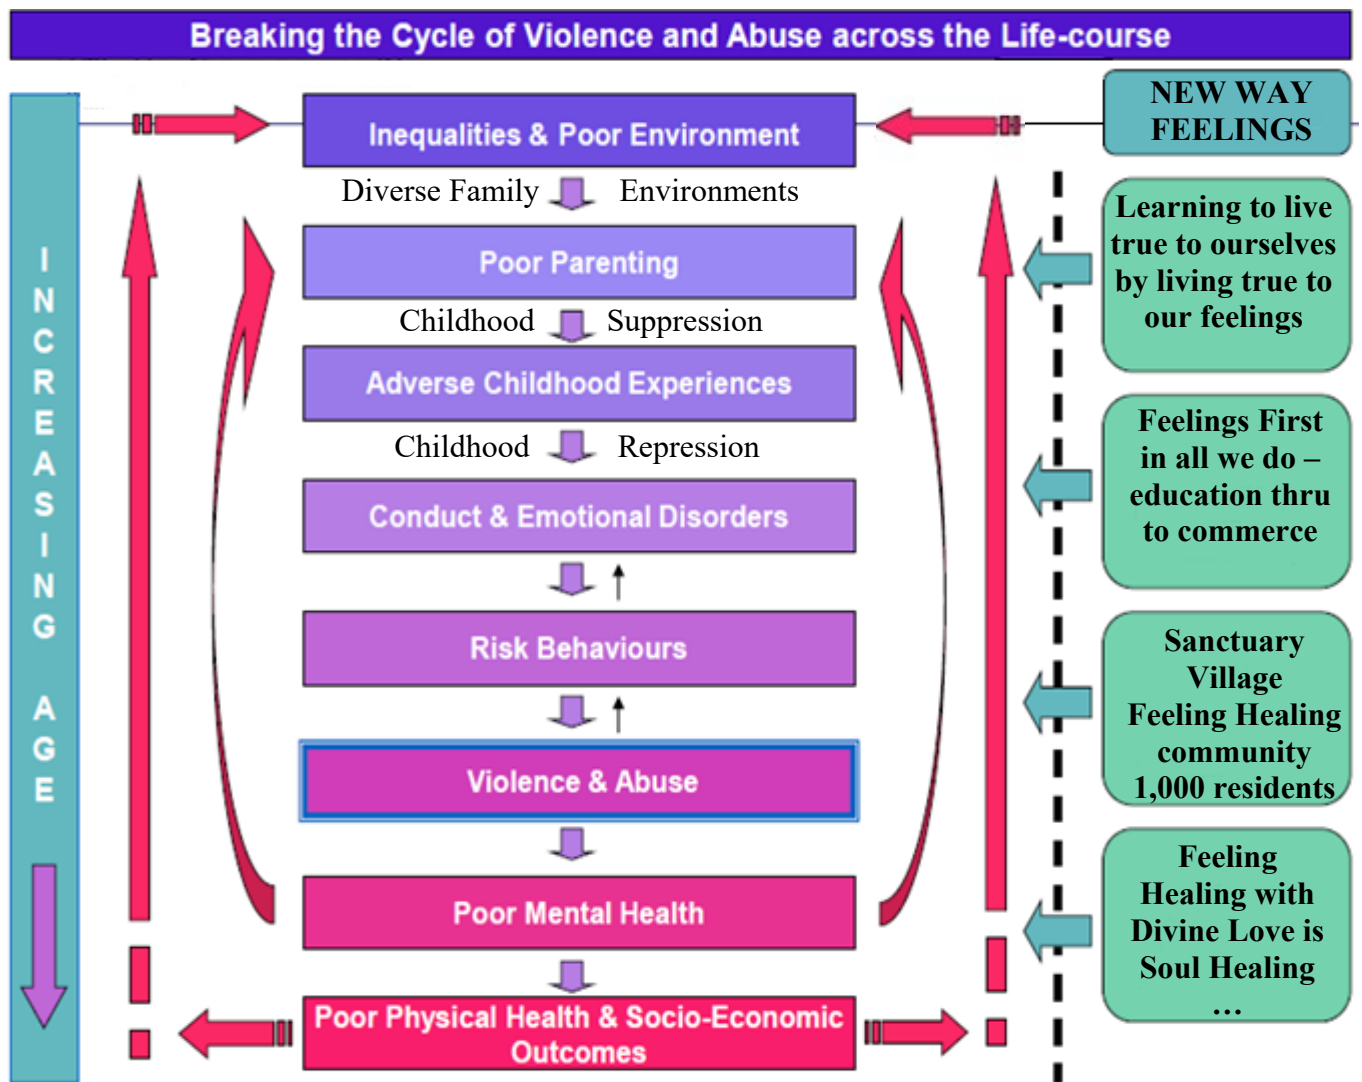 Breaking the Cycle of Violence and Abuse across the Life-course
INCREASING AGE
Inequalities & Poor Environment
Diverse Family Environments
Poor Parenting
Childhood Suppression
Adverse Childhood Experiences
Childhood Repression
Conduct & Emotional Disorders
Risk Behaviours
Violence & Abuse
Poor Mental Health
Poor Physical Health & Socio-Economic
Outcomes
NEW WAY
FEELINGS
Learning to live
true to ourselves
by living true to
our feelings
Feelings First
in all we do –
education thru
to commerce
Sanctuary
Village
Feeling Healing
community
1,000 residents
Feeling
Healing with
Divine Love is
Soul Healing
…